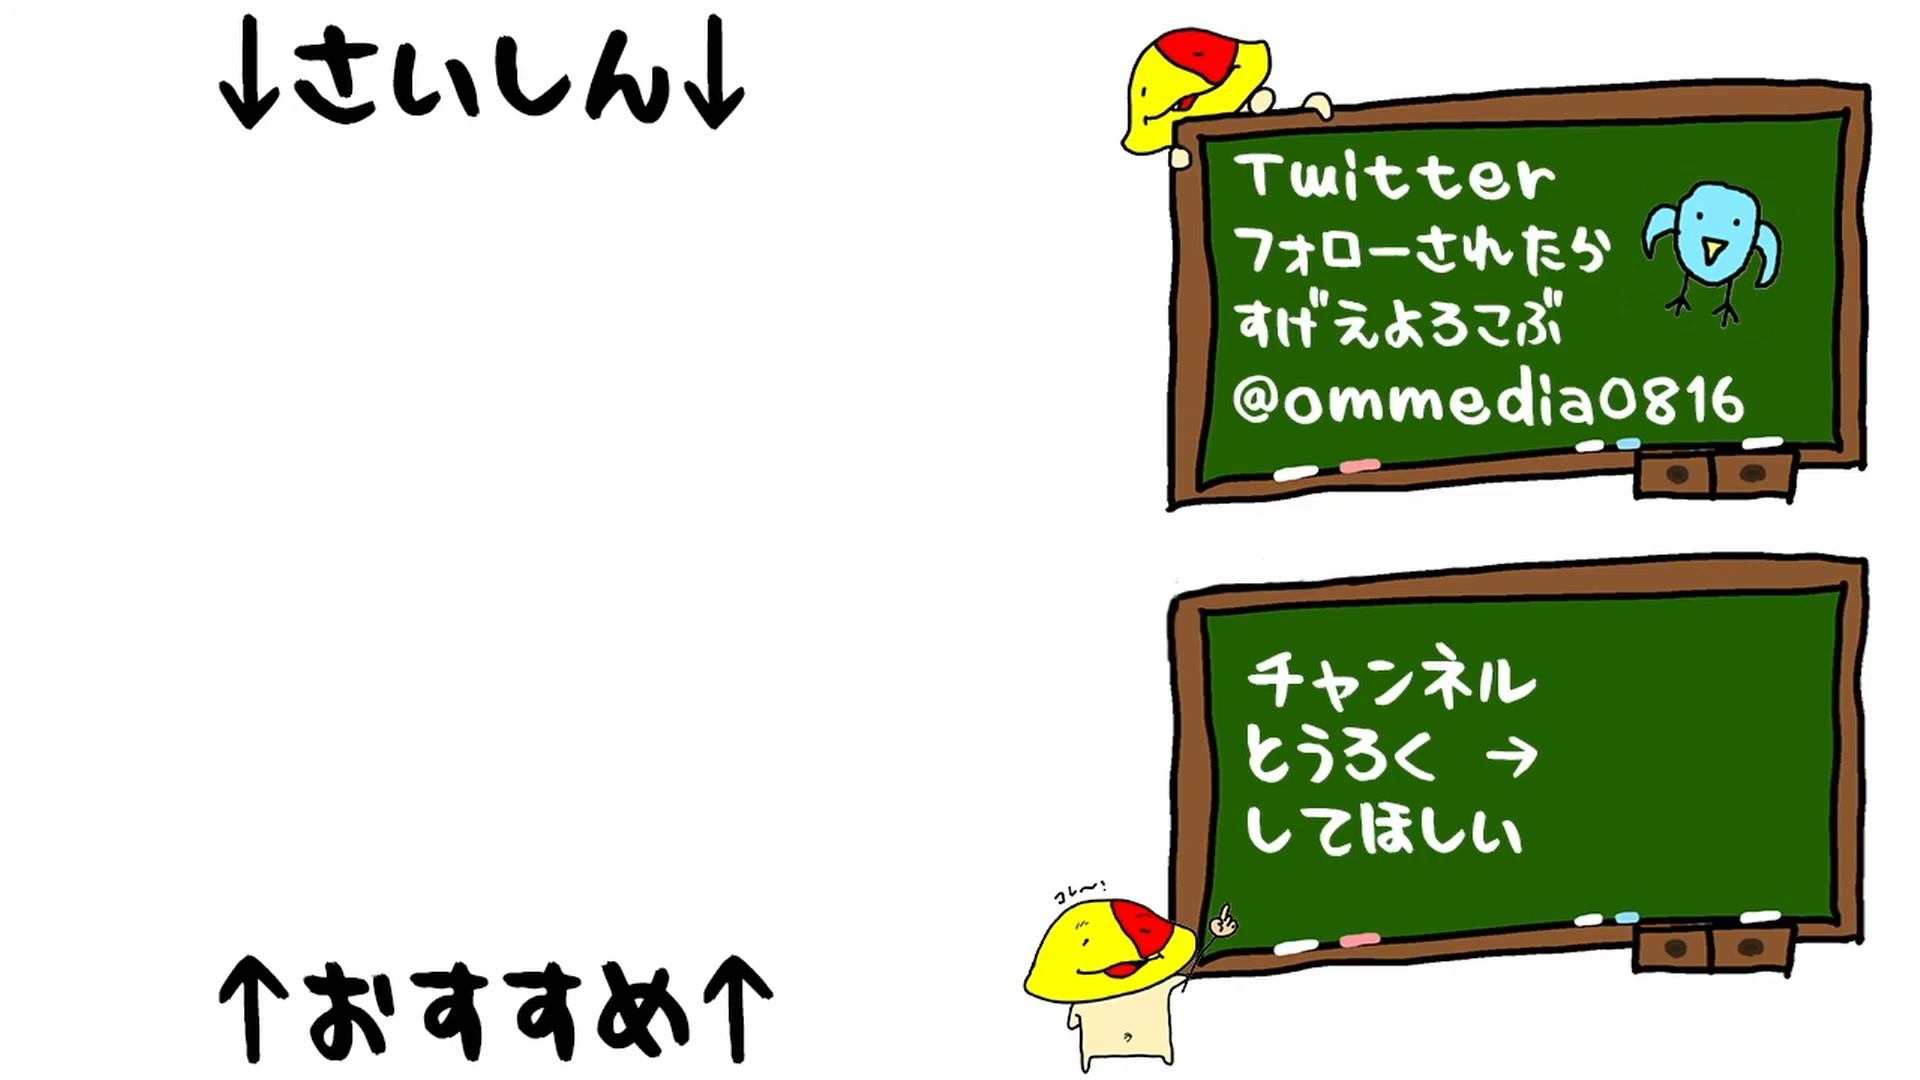 ↓さいしん↓
Twitter
フォローされたら
すげえよろこぶ
@ommedia0816
チャンネル
とうろく →
してほしい
コレ〜!
↑おすすめ↑